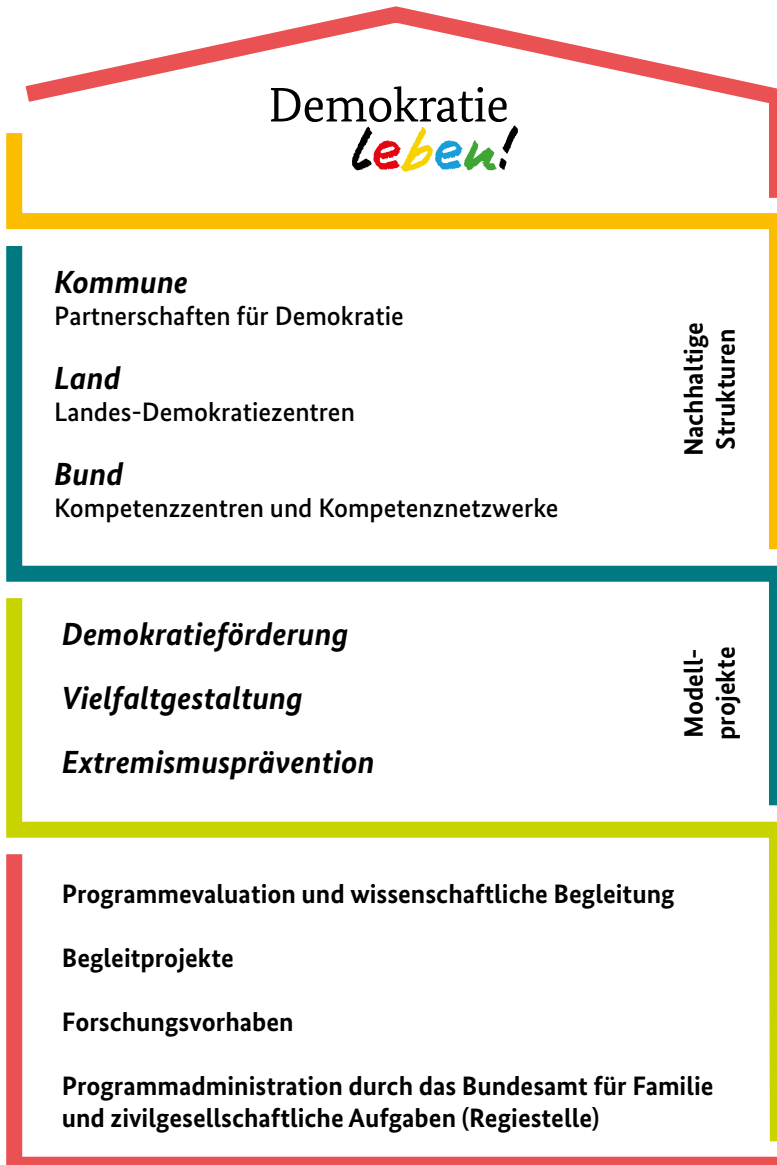 Demokratie
leben!
Kommune
Partnerschaften für Demokratie
Land
Landes-Demokratiezentren
Bund
Kompetenzzentren und Kompetenznetzwerke
Nachhaltige
Strukturen
Demokratieförderung
Vielfaltgestaltung
Extremismusprävention
Modell-
projekte
Programmevaluation und wissenschaftliche Begleitung
Begleitprojekte
Forschungsvorhaben
Programmadministration durch das Bundesamt für Familie
und zivilgesellschaftliche Aufgaben (Regiestelle)